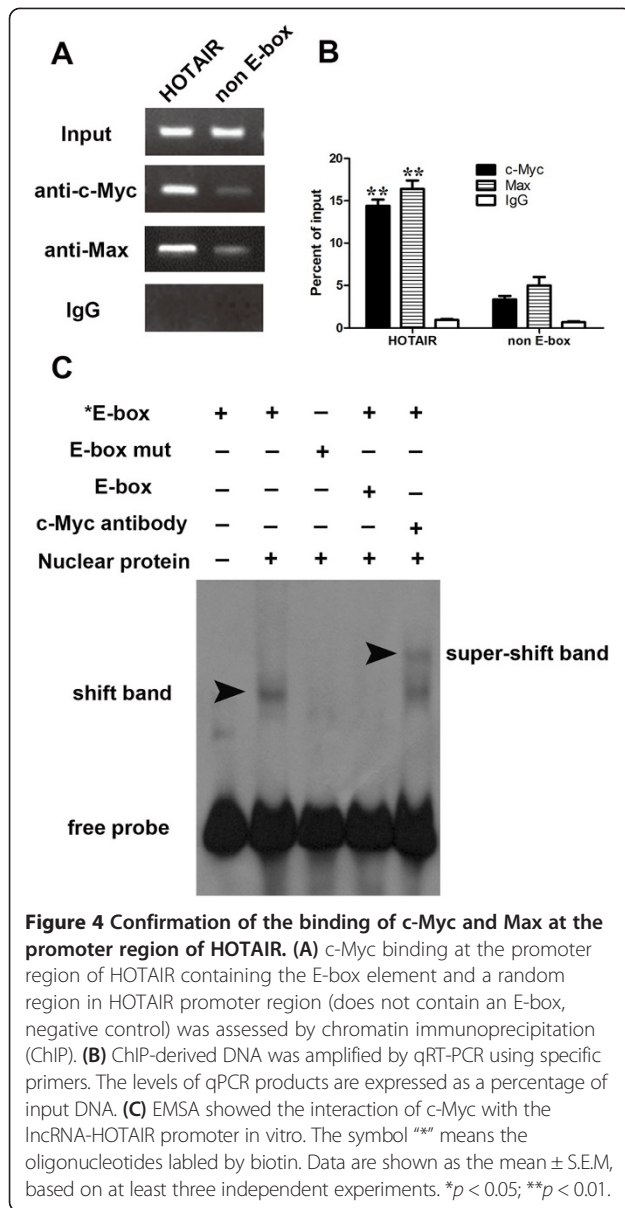 A
HOTAIR non E-box
Input
anti-c-Myc
anti-Max
IgG
B
** **
c-Myc
Max
IgG
Percent of input
20
15
10
5
0
HOTAIR non E-box
C
*E-box + + – + +
E-box mut – – + – –
E-box – – – + –
c-Myc antibody – – – – +
Nuclear protein – + + + +
super-shift band
shift band
free probe
Figure 4 Confirmation of the binding of c-Myc and Max at the
promoter region of HOTAIR. (A) c-Myc binding at the promoter
region of HOTAIR containing the E-box element and a random
region in HOTAIR promoter region (does not contain an E-box,
negative control) was assessed by chromatin immunoprecipitation
(ChIP). (B) ChIP-derived DNA was amplified by qRT-PCR using specific
primers. The levels of qPCR products are expressed as a percentage of
input DNA. (C) EMSA showed the interaction of c-Myc with the
lncRNA-HOTAIR promoter in vitro. The symbol “*” means the
oligonucleotides labled by biotin. Data are shown as the mean ± S.E.M,
based on at least three independent experiments. *p < 0.05; **p < 0.01.